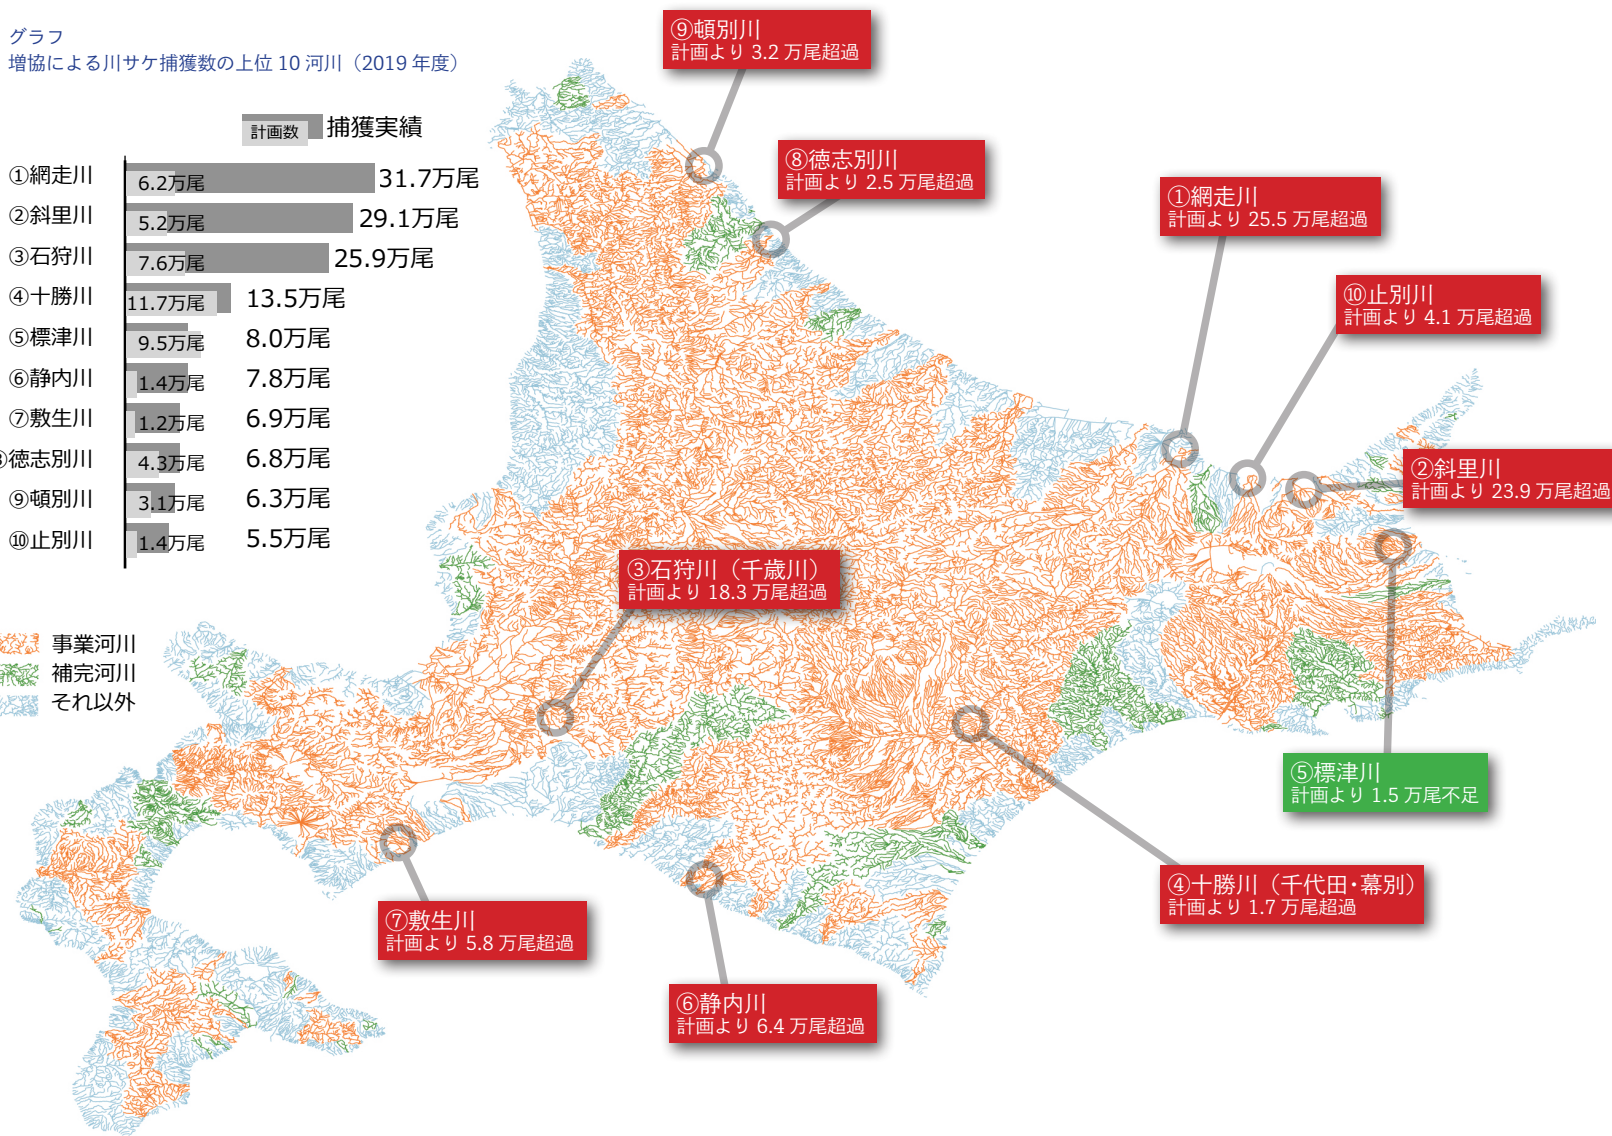 グラフ
増協による川サケ捕獲数の上位 10 河川（2019 年度）
計画数 捕獲実績
①網走川 6.2万尾 31.7万尾
②斜里川 5.2万尾 29.1万尾
③石狩川 7.6万尾 25.9万尾
④十勝川 11.7万尾 13.5万尾
⑤標津川 9.5万尾 8.0万尾
⑥静内川 1.4万尾 7.8万尾
⑦敷生川 1.2万尾 6.9万尾
⑧徳志別川 4.3万尾 6.8万尾
⑨頓別川 3.1万尾 6.3万尾
⑩止別川 1.4万尾 5.5万尾
事業河川
補完河川
それ以外
⑨頓別川
計画より 3.2 万尾超過
⑧徳志別川
計画より 2.5 万尾超過
①網走川
計画より 25.5 万尾超過
⑩止別川
計画より 4.1 万尾超過
②斜里川
計画より 23.9 万尾超過
③石狩川（千歳川）
計画より 18.3 万尾超過
⑤標津川
計画より 1.5 万尾不足
④十勝川（千代田・幕別）
計画より 1.7 万尾超過
⑦敷生川
計画より 5.8 万尾超過
⑥静内川
計画より 6.4 万尾超過